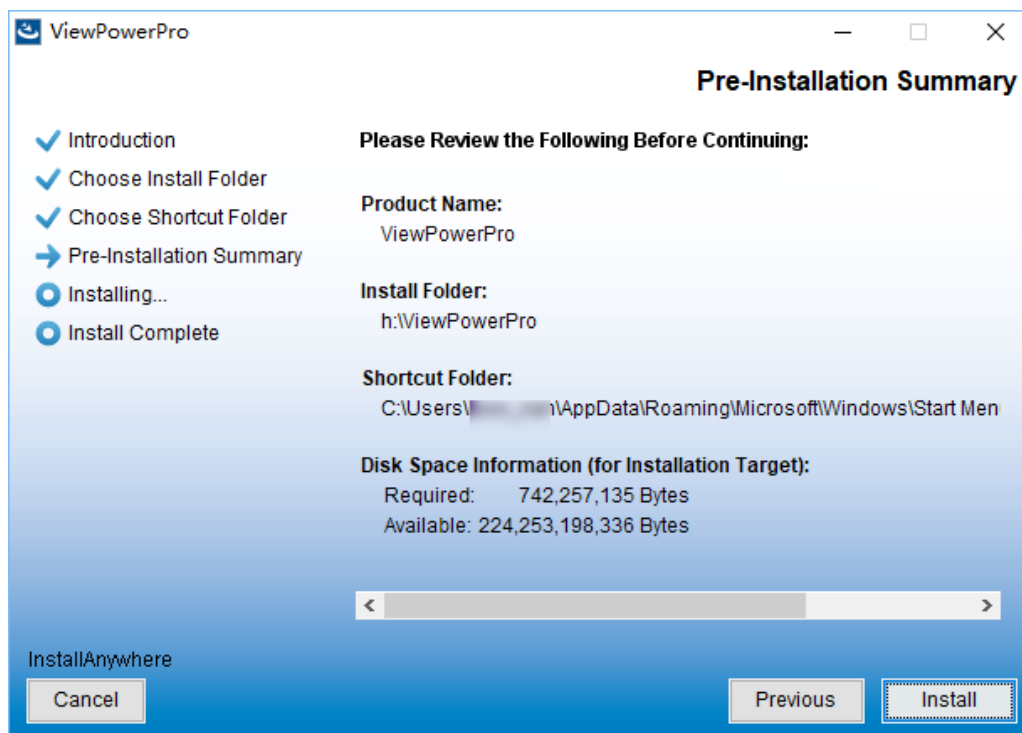 ViewPowerPro
Pre-Installation Summary
Introduction
Choose Install Folder
Choose Shortcut Folder
Pre-Installation Summary
Installing...
Install Complete
Please Review the Following Before Continuing:
Product Name:
ViewPowerPro
Install Folder:
h:\ViewPowerPro
Shortcut Folder:
C:\Users\ \AppData\Roaming\Microsoft\Windows\Start Men
Disk Space Information (for Installation Target):
Required: 742,257,135 Bytes
Available: 224,253,198,336 Bytes
InstallAnywhere
Cancel
Previous
Install